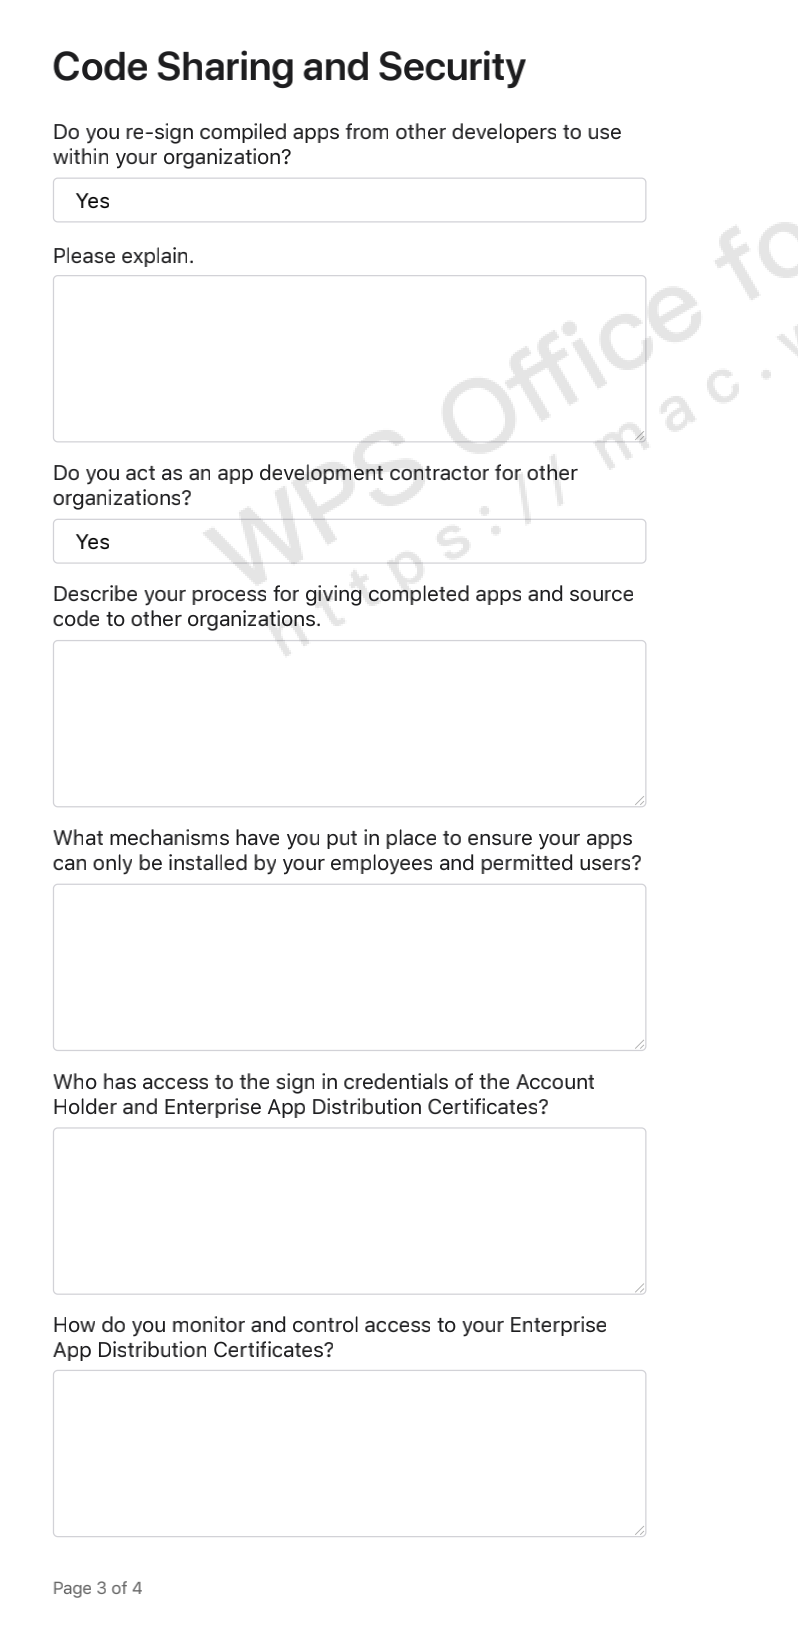 Code Sharing and Security
Do you re-sign compiled apps from other developers to use
within your organization?
Yes
Please explain.
WPS Office fo
https://mac.w
Do you act as an app development contractor for other
organizations?
Yes
Describe your process for giving completed apps and source
code to other organizations.
What mechanisms have you put in place to ensure your apps
can only be installed by your employees and permitted users?
Who has access to the sign in credentials of the Account
Holder and Enterprise App Distribution Certificates?
How do you monitor and control access to your Enterprise
App Distribution Certificates?
Page 3 of 4